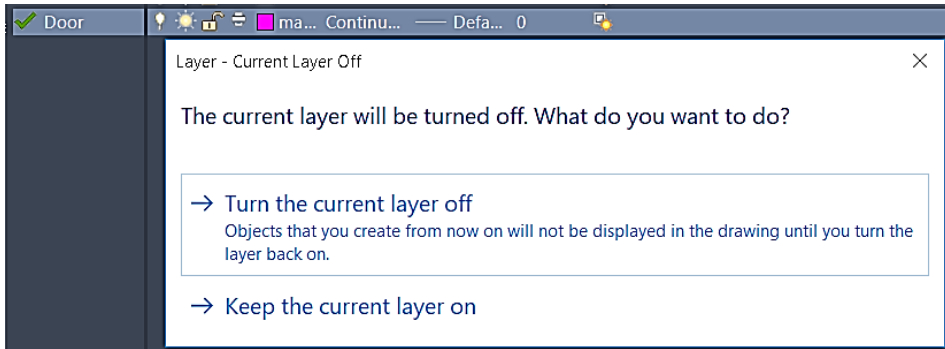 Door ma... Continu... Defa... 0
Layer - Current Layer Off
The current layer will be turned off. What do you want to do?
Turn the current layer off
Objects that you create from now on will not be displayed in the drawing until you turn the
layer back on.
Keep the current layer on